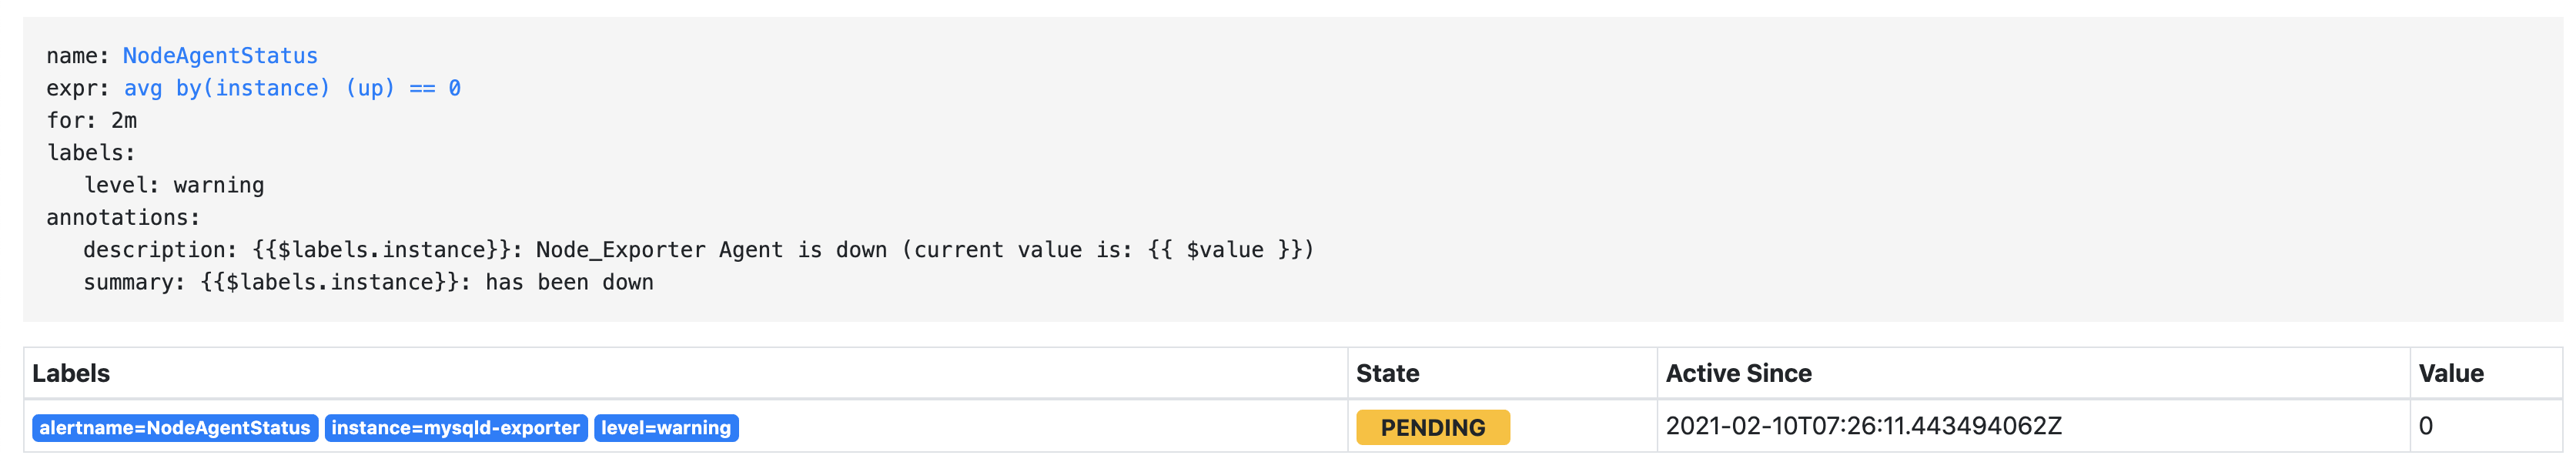 name: NodeAgentStatus
expr: avg by(instance) (up) == 0
for: 2m
labels:
level: warning
annotations:
description: {{$labels.instance}}: Node_Exporter Agent is down (current value is: {{ $value }})
summary: {{$labels.instance}}: has been down
Labels State Active Since Value
alertname=NodeAgentStatus instance=mysqld-exporter level=warning PENDING 2021-02-10T07:26:11.443494062Z 0